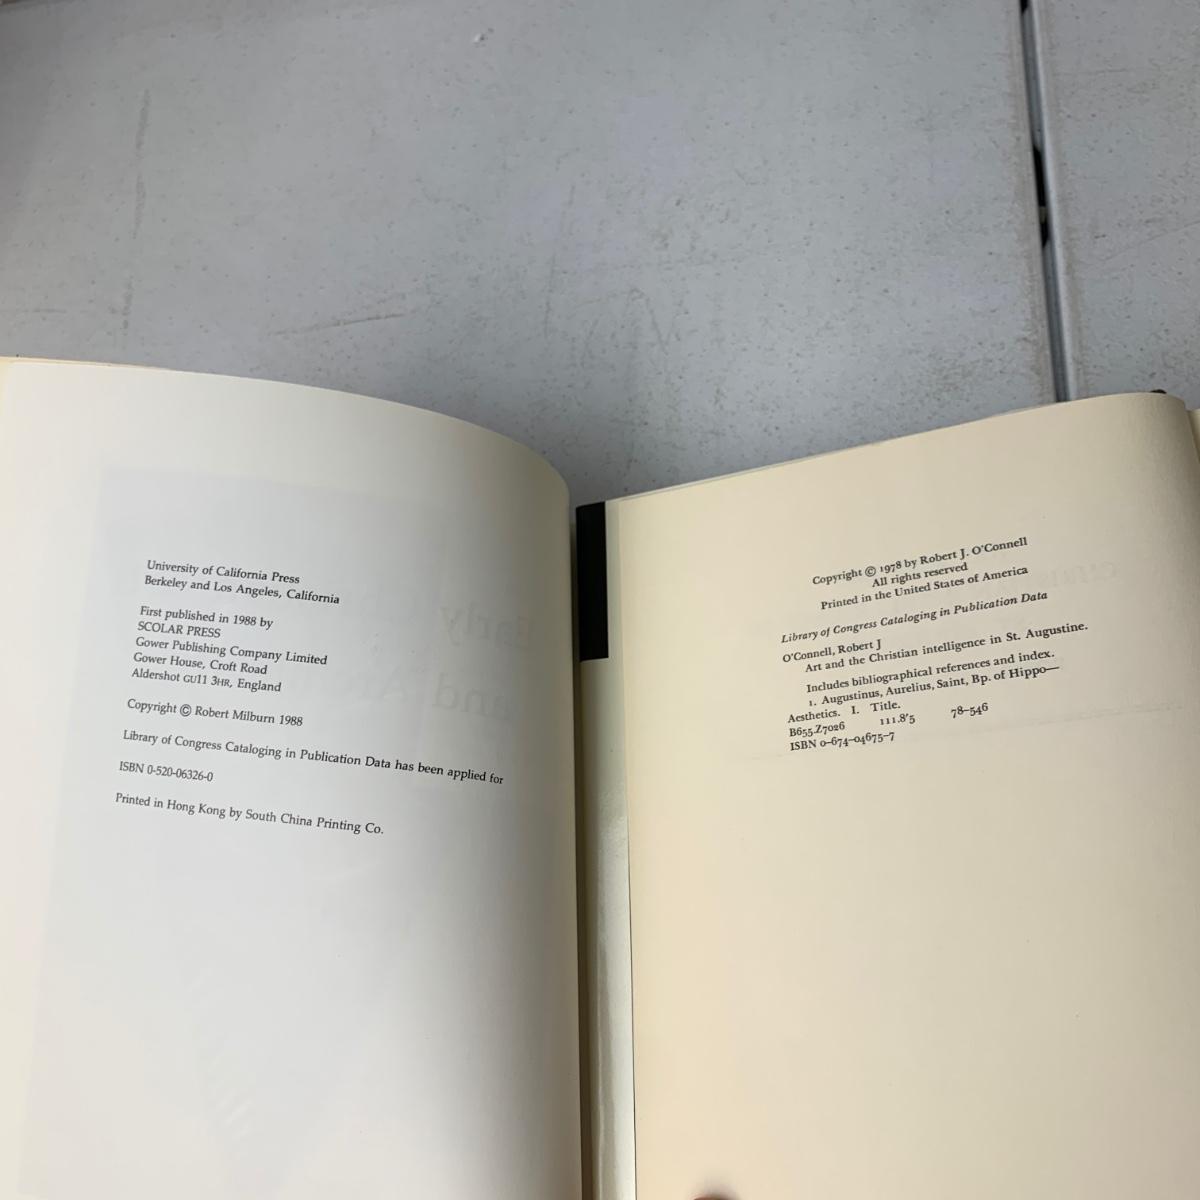 University of California Press
Berkeley and Los Angeles, California
First published in 1988 by
SCOLAR PRESS
Gower Publishing Company Limited
Gower House, Croft Road
Aldershot GU11 3HR, England
Copyright © Robert Milburn 1988
Library of Congress Cataloging in Publication Data has been applied for
ISBN 0-520-06326-0
Printed in Hong Kong by South China Printing Co.
Copyright © 1978 by Robert J. O'Connell
All rights reserved
Printed in the United States of America
Library of Congress Cataloging in Publication Data
O'Connell, Robert J
Art and the Christian intelligence in St. Augustine.
Includes bibliographical references and index.
1. Augustinus, Aurelius, Saint, Bp. of Hippo—
Aesthetics. I. Title.
B655.Z7026 111.8'5 78-546
ISBN 0-674-04675-7